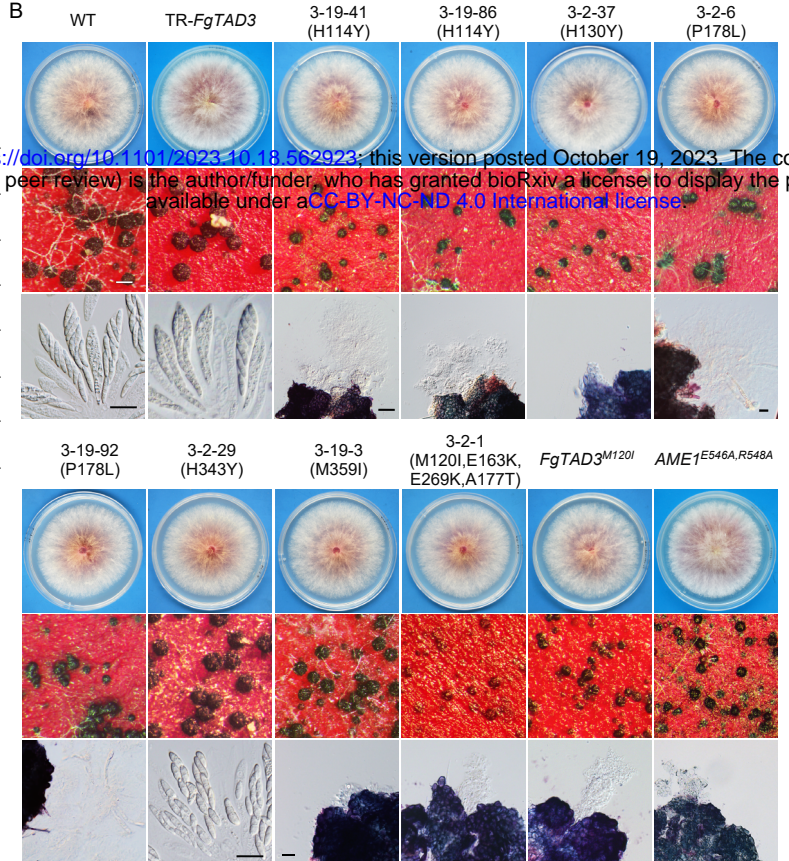 B
WT TR-FgTAD3 3-19-41 3-19-86 3-2-37 3-2-6
(H114Y) (H114Y) (H130Y) (P178L)
://doi.org/10.1101/2023.10.18.562923; this version posted October 19, 2023. The co
peer review) is the author/funder, who has granted bioRxiv a license to display the p
available under aCC-BY-NC-ND 4.0 International license.
3-19-92 3-2-29 3-19-3 3-2-1 FgTAD3^M120I AME1^E546A,R548A
(P178L) (H343Y) (M359I) (M120I,E163K,
E269K,A177T)